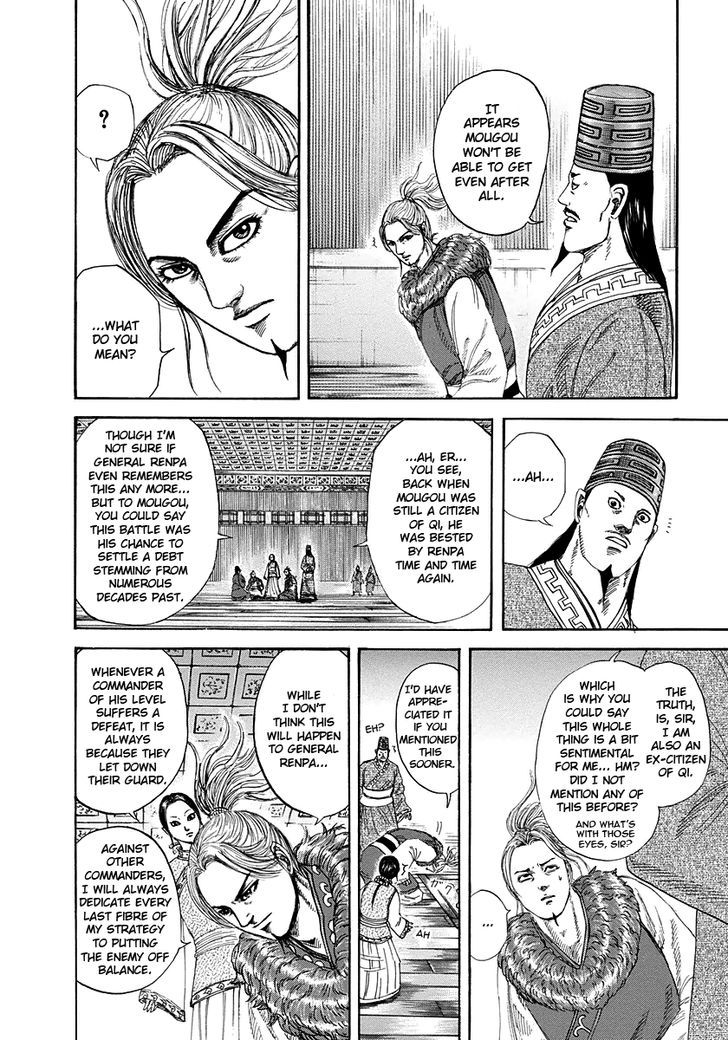 IT
APPEARS
MOUGOU
WON'T BE
ABLE TO GET
EVEN AFTER
ALL.
?
...WHAT
DO YOU
MEAN?
...AH...
...AH, ER...
YOU SEE,
BACK WHEN
MOUGOU WAS
STILL A
CITIZEN OF
QI, HE
WAS BESTED
BY RENPA
TIME AND TIME
AGAIN.
THOUGH I'M
NOT SURE IF
GENERAL RENPA
EVEN REMEMBERS
THIS ANY MORE...
BUT TO MOUGOU,
YOU COULD SAY
THIS BATTLE WAS
HIS CHANCE TO
SETTLE A DEBT
STEMMING FROM
NUMEROUS
DECADES PAST.
THE
TRUTH,
IS, SIR,
I AM
ALSO AN
EX-CITIZEN
OF QI.
WHICH
IS WHY YOU
COULD SAY
THIS WHOLE
THING IS A BIT
SENTIMENTAL
FOR ME... HM?
DID I
NOT MENTION
ANY OF
THIS BEFORE?
AND WHAT'S
WITH THOSE
EYES, SIR?
...
I'D HAVE
APPRE-
CIATED IT
IF YOU
MENTIONED
THIS
SOONER.
EH?
AH
WHILE
I DON'T
THINK THIS
WILL HAPPEN
TO GENERAL
RENPA...
WHENEVER A
COMMANDER
OF HIS LEVEL
SUFFERS A
DEFEAT, IT IS
ALWAYS
BECAUSE THEY
LET DOWN
THEIR GUARD.
AGAINST
OTHER
COMMANDERS,
I WILL ALWAYS
DEDICATE EVERY
LAST FIBRE OF
MY STRATEGY
TO PUTTING
THE ENEMY OFF
BALANCE.